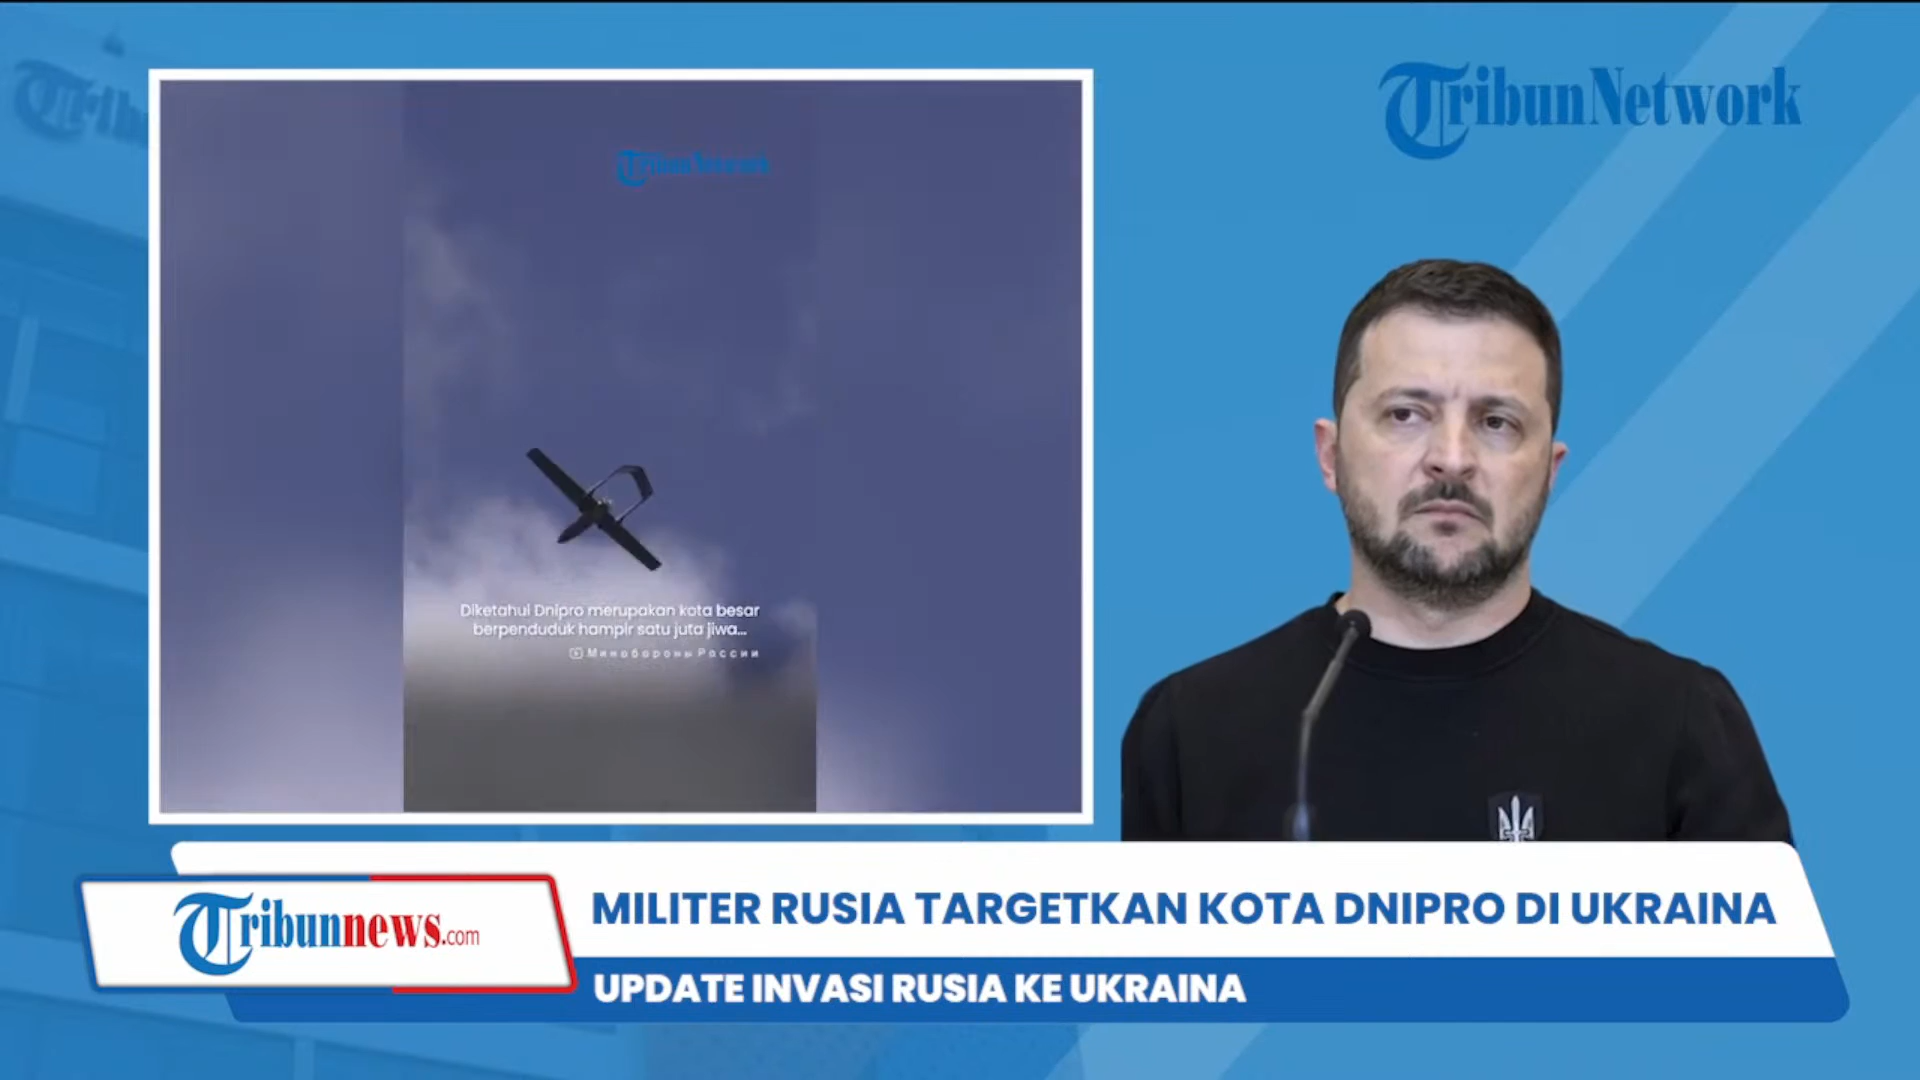 TribunNetwork
TribunNetwork
Diketahui Dnipro merupakan kota besar
berpenduduk hampir satu juta jiwa...
Минобороны России
MILITER RUSIA TARGETKAN KOTA DNIPRO DI UKRAINA
Tribunnews.com
UPDATE INVASI RUSIA KE UKRAINA